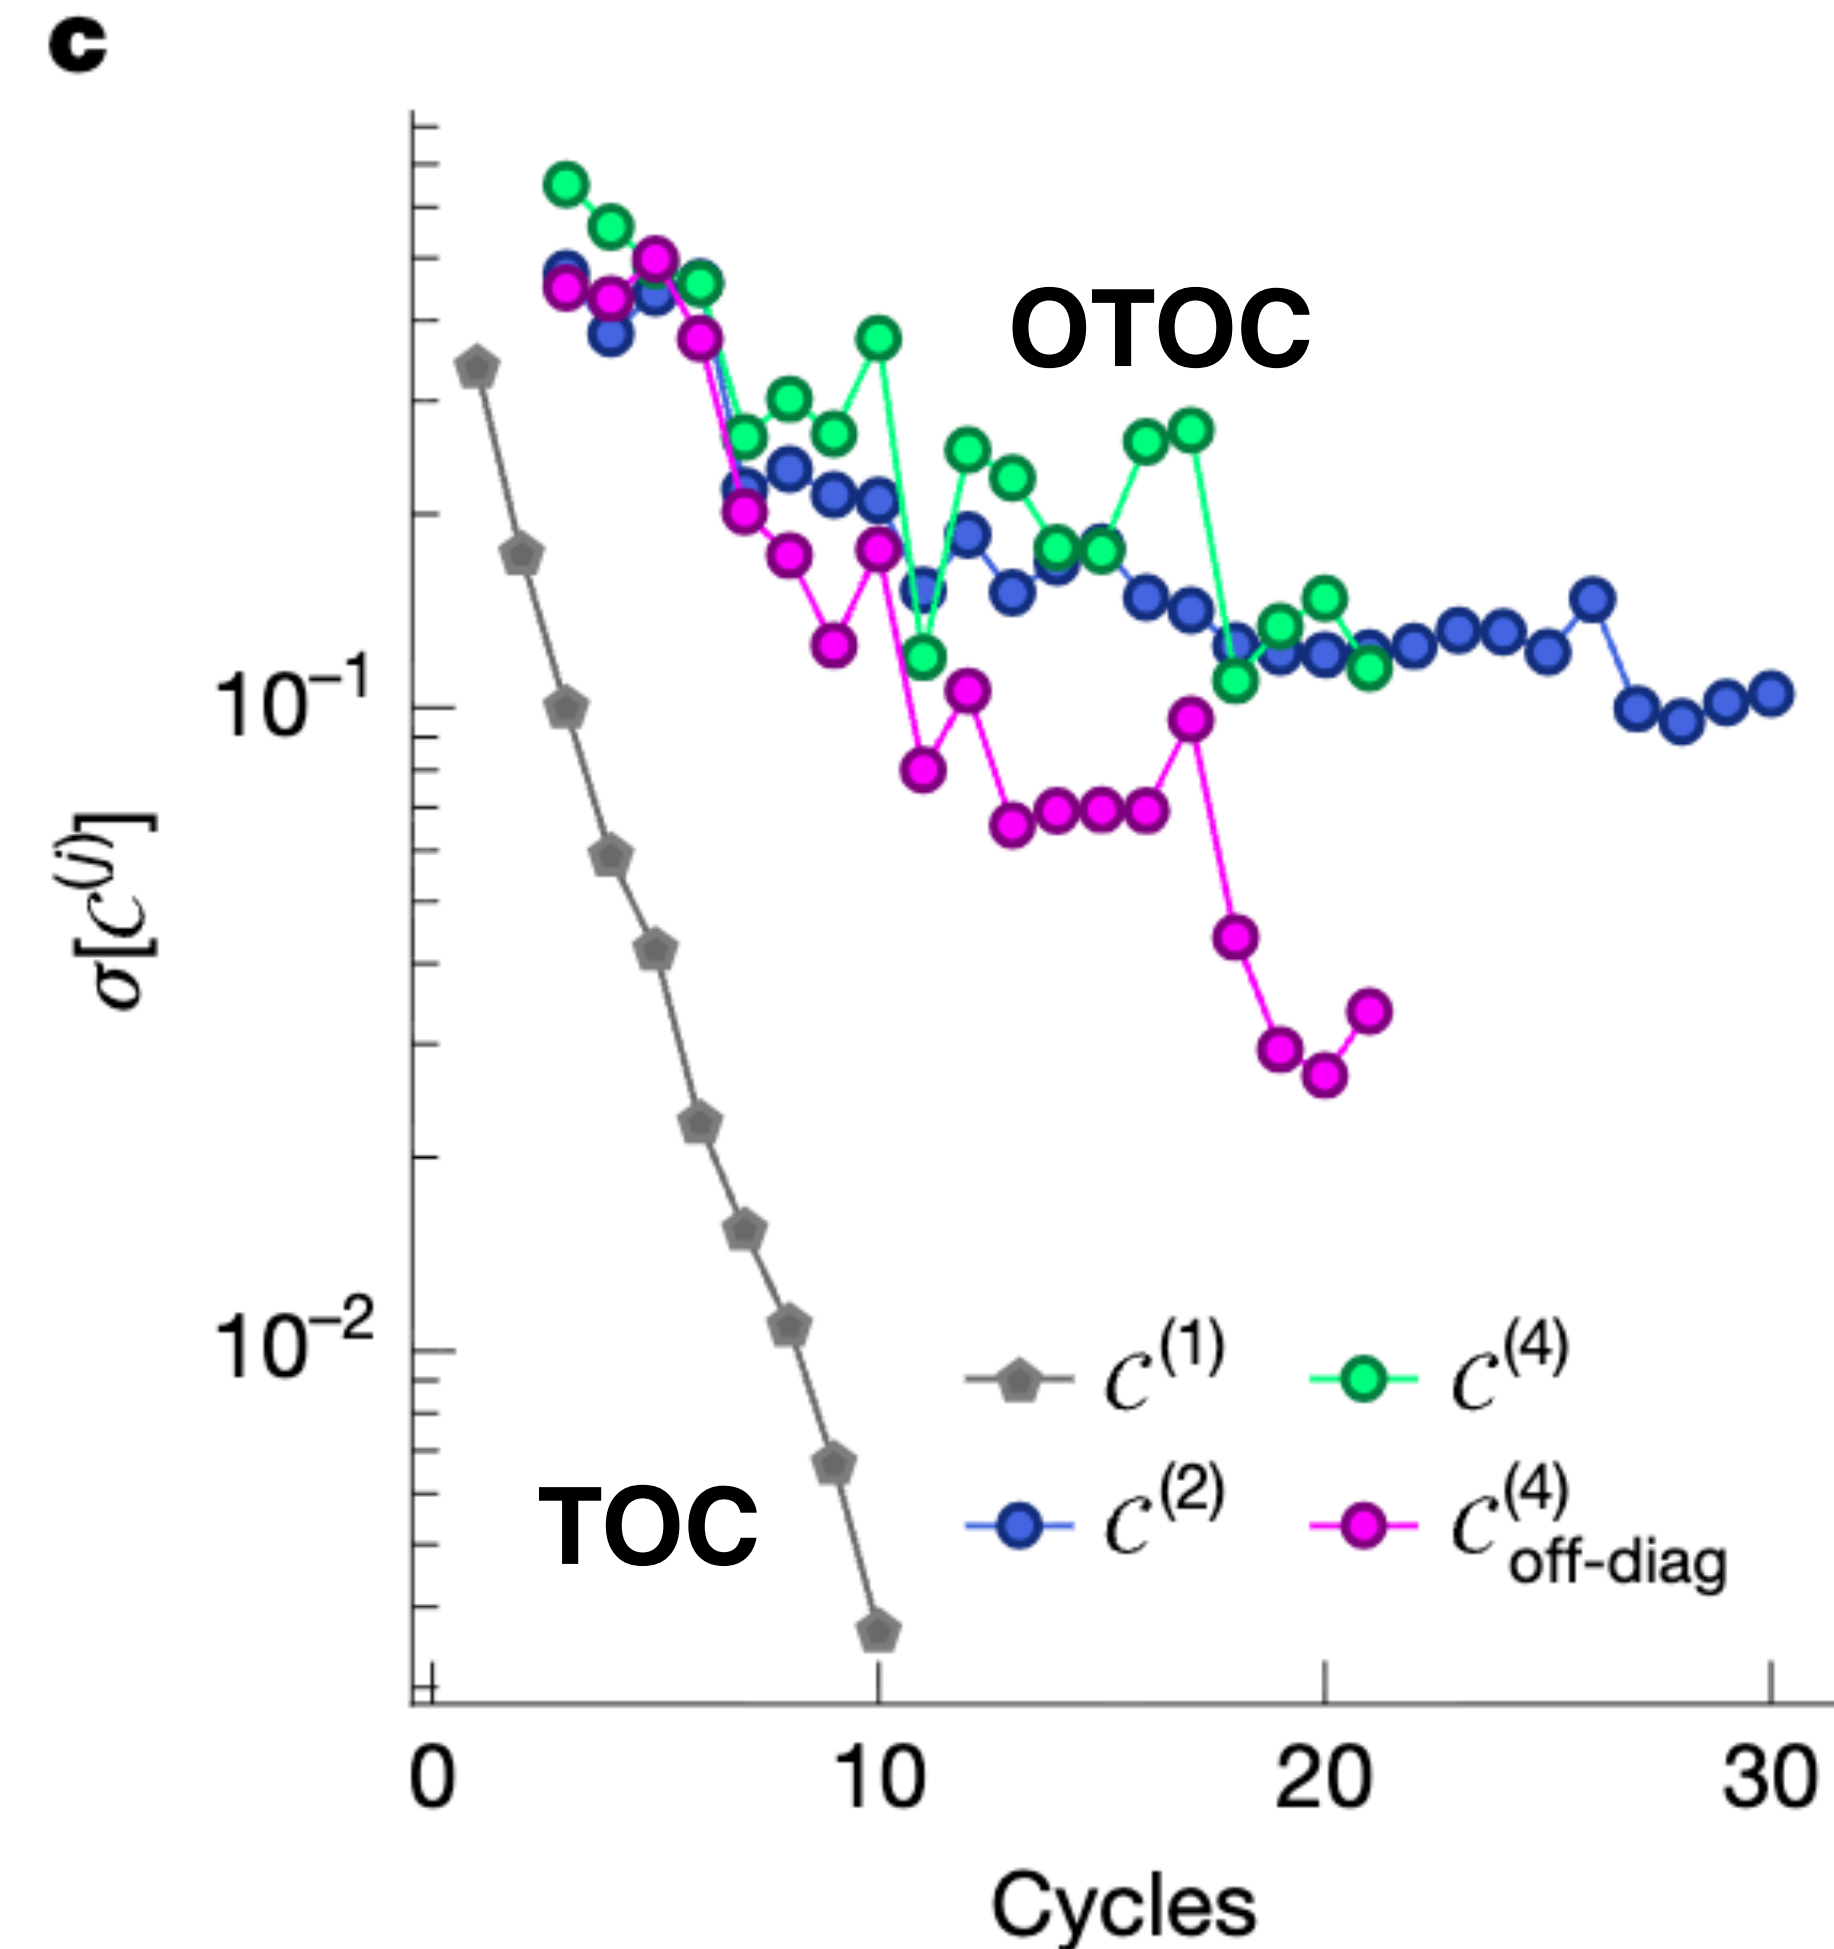 c
OTOC
10⁻¹
σ[𝒞⁽ʲ⁾]
10⁻²
𝒞⁽¹⁾ 𝒞⁽⁴⁾
TOC
𝒞⁽²⁾ 𝒞⁽⁴⁾off-diag
0 10 20 30
Cycles